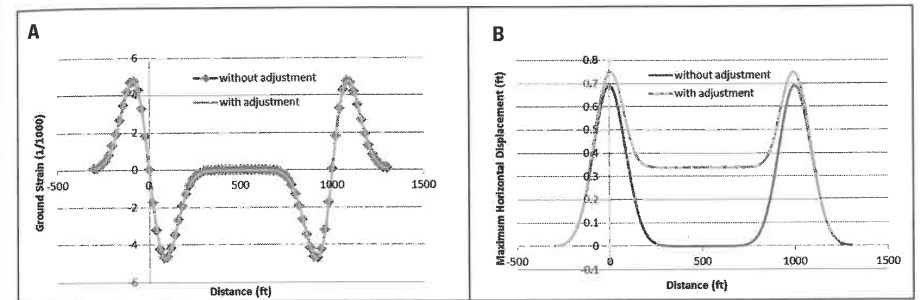 A
Ground Strain (1/1000)
6
4
2
0
-2
-4
-6
without adjustment
with adjustment
-500
0
500
1000
1500
Distance (ft)
B
Maximum Horizontal Displacement (ft)
0.8
0.7
0.6
0.5
0.4
0.3
0.2
0.1
0
-0.1
without adjustment
with adjustment
-500
0
500
1000
1500
Distance (ft)